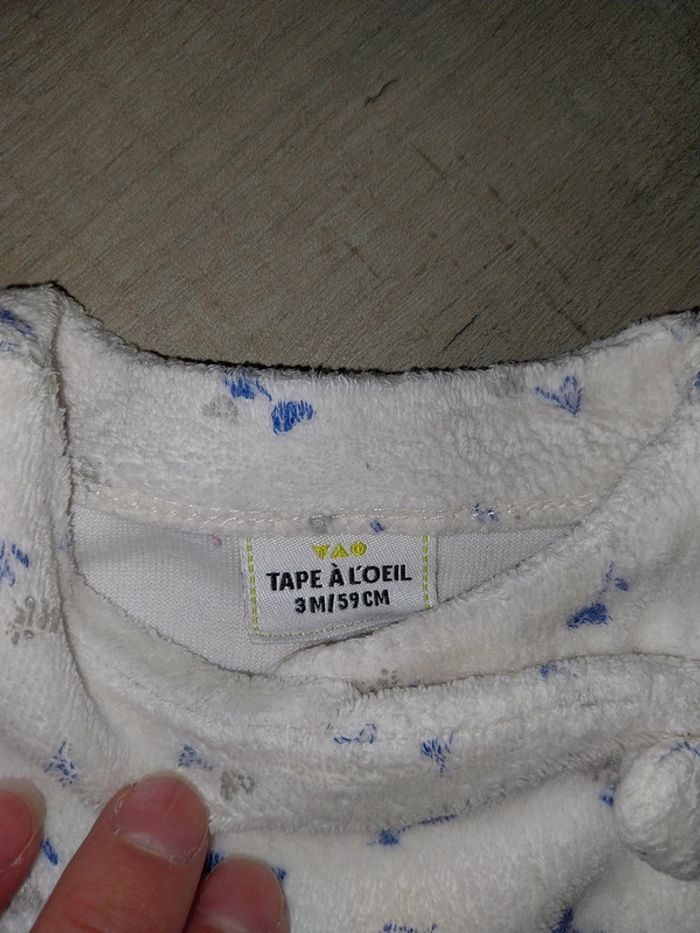 TAO
TAPE À L'OEIL
3M/59CM